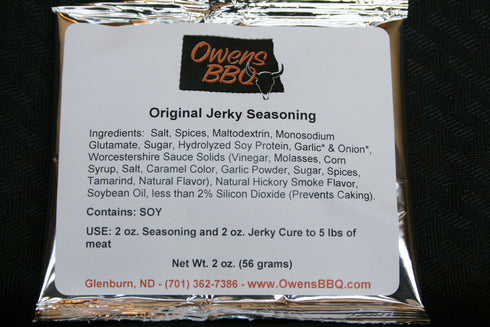 Owens
BBQ
Original Jerky Seasoning
Ingredients: Salt, Spices, Maltodextrin, Monosodium
Glutamate, Sugar, Hydrolyzed Soy Protein, Garlic* & Onion*,
Worcestershire Sauce Solids (Vinegar, Molasses, Corn
Syrup, Salt, Caramel Color, Garlic Powder, Sugar, Spices,
Tamarind, Natural Flavor), Natural Hickory Smoke Flavor,
Soybean Oil, less than 2% Silicon Dioxide (Prevents Caking).
Contains: SOY
USE: 2 oz. Seasoning and 2 oz. Jerky Cure to 5 lbs of
meat
Net Wt. 2 oz. (56 grams)
Glenburn, ND - (701) 362-7386 - www.OwensBBQ.com